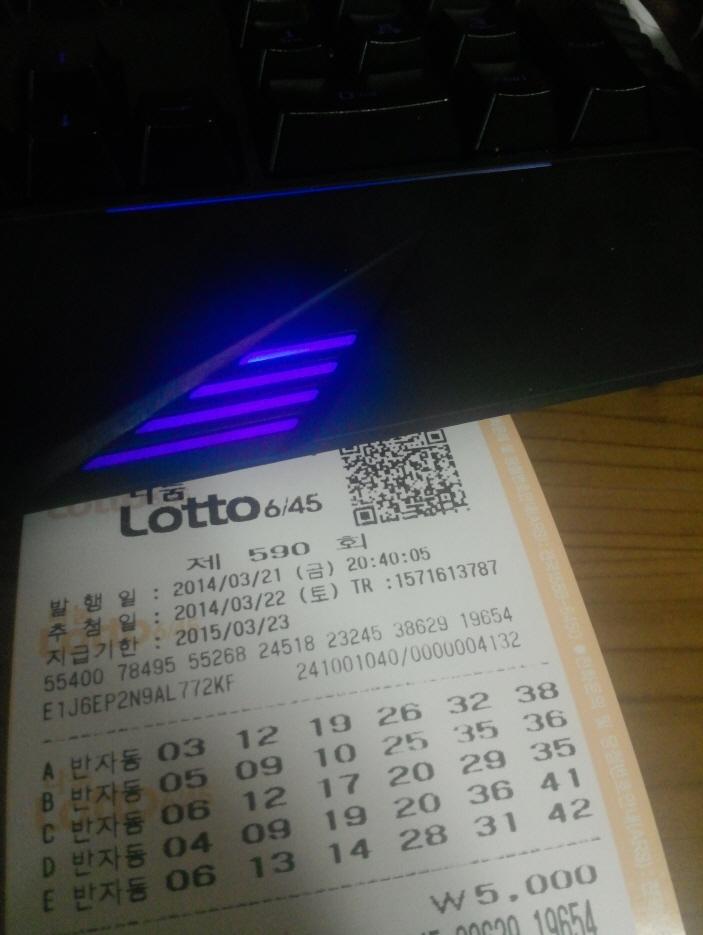 나눔
Lotto 6/45
제 590 회
발 행 일 : 2014/03/21 (금) 20:40:05
추 첨 일 : 2014/03/22 (토) TR :1571613787
지급기한 : 2015/03/23
55400 78495 55268 24518 23245 38629 19654
E1J6EP2N9AL772KF 241001040/0000004132
A 반자동 03 12 19 26 32 38
B 반자동 05 09 10 25 35 36
C 반자동 06 12 17 20 29 35
D 반자동 04 09 19 20 36 41
E 반자동 06 13 14 28 31 42
₩5,000
19654